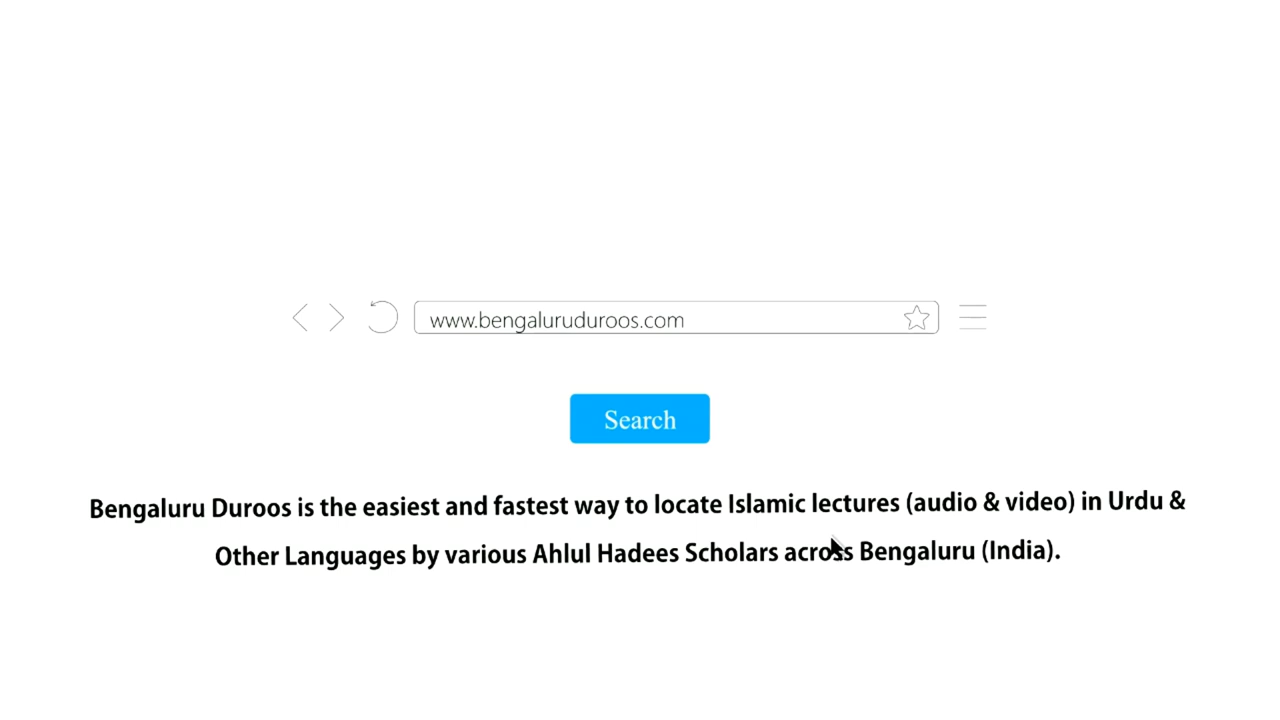 www.bengaluruduroos.com
Search
Bengaluru Duroos is the easiest and fastest way to locate Islamic lectures (audio & video) in Urdu &
Other Languages by various Ahlul Hadees Scholars across Bengaluru (India).